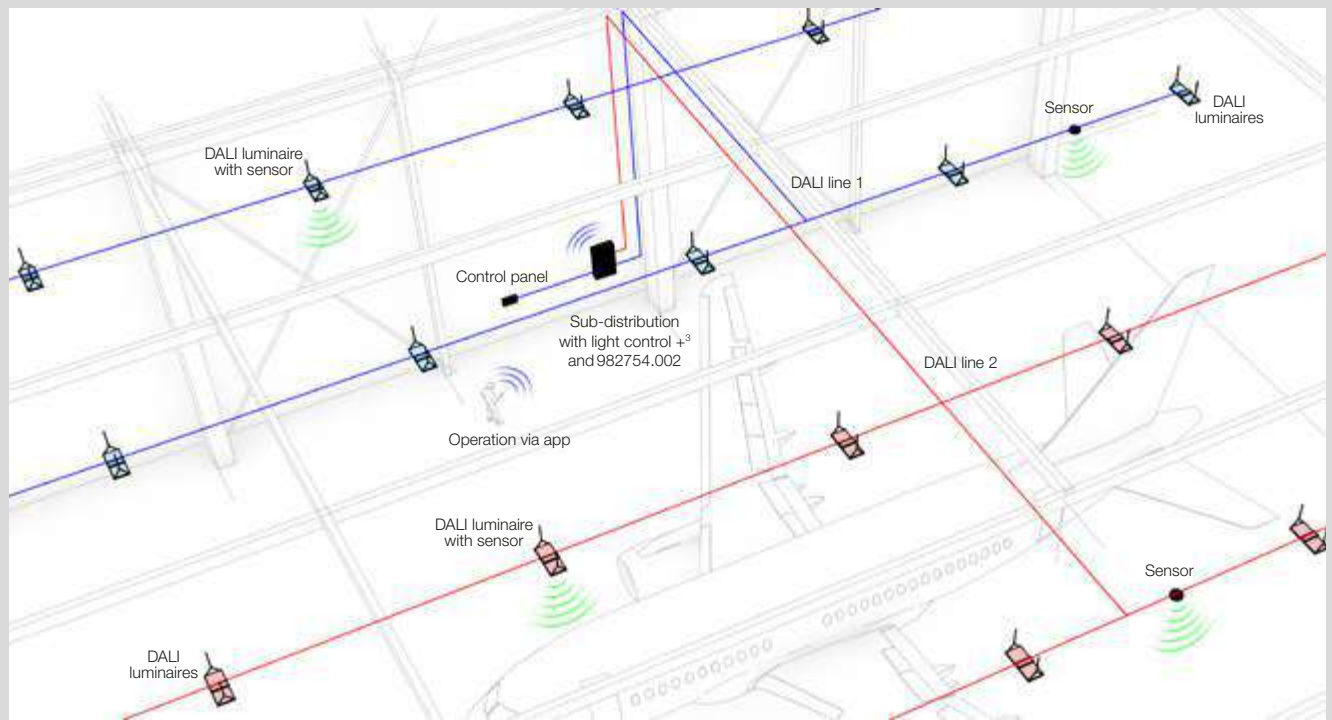 Sensor
DALI
luminaires
DALI luminaire
with sensor
DALI line 1
Control panel
Sub-distribution
with light control +³
and 982754.002
DALI line 2
Operation via app
DALI luminaire
with sensor
Sensor
DALI
luminaires